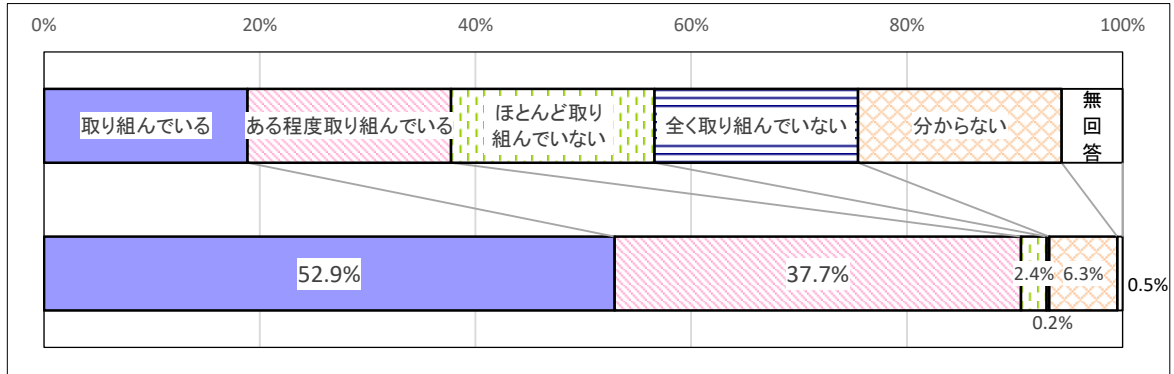 0% 20% 40% 60% 80% 100%
取り組んでいる
ある程度取り組んでいる
ほとんど取り
組んでいない
全く取り組んでいない
分からない
無
回
答
52.9%
37.7%
2.4%
0.2%
6.3%
0.5%